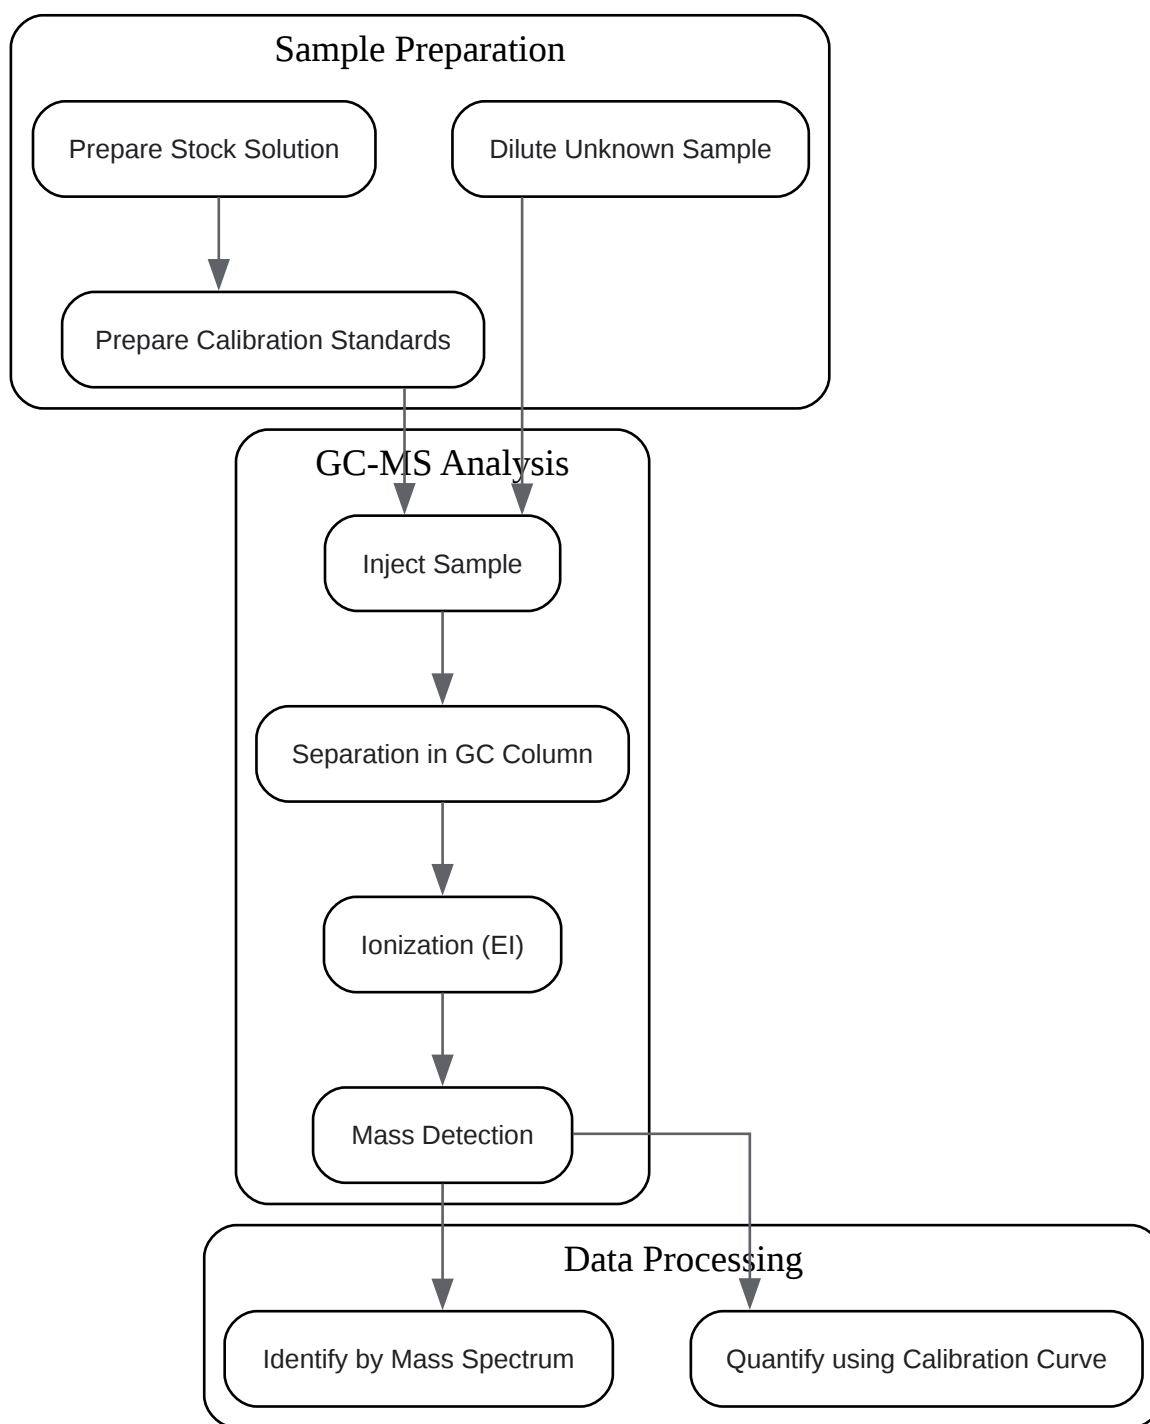 Sample Preparation
Prepare Stock Solution
Dilute Unknown Sample
Prepare Calibration Standards
GC-MS Analysis
Inject Sample
Separation in GC Column
Ionization (EI)
Mass Detection
Data Processing
Identify by Mass Spectrum
Quantify using Calibration Curve